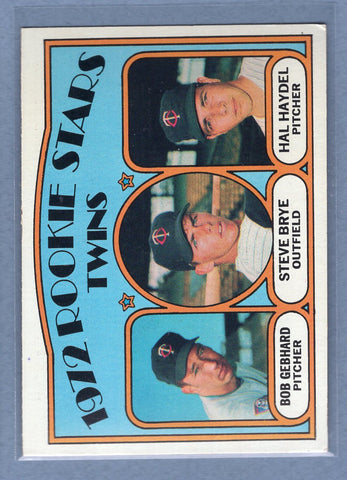 1972 ROOKIE STARS
TWINS
BOB GEBHARD
PITCHER
STEVE BRYE
OUTFIELD
HAL HAYDEL
PITCHER